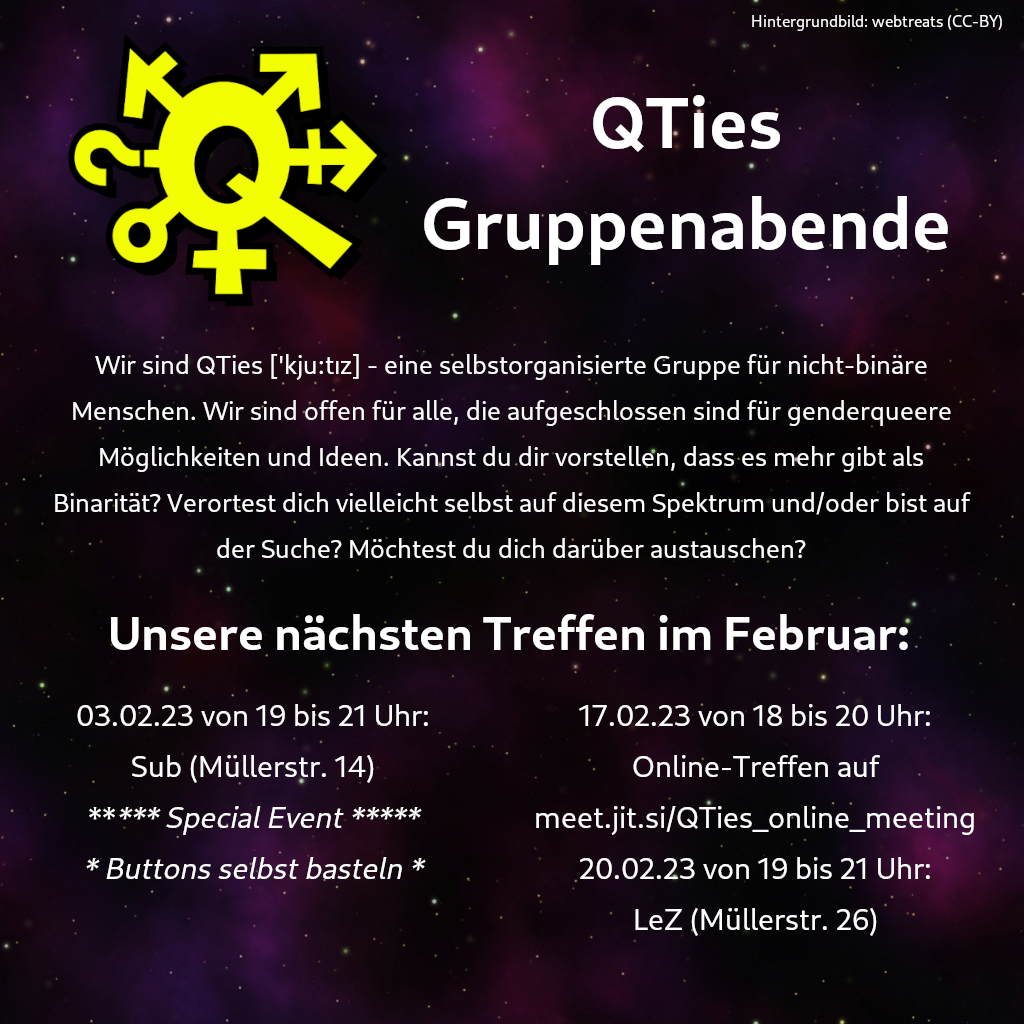 Hintergrundbild: webtreats (CC-BY)
QTies
Gruppenabende
Wir sind QTies ['kju:tız] - eine selbstorganisierte Gruppe für nicht-binäre
Menschen. Wir sind offen für alle, die aufgeschlossen sind für genderqueere
Möglichkeiten und Ideen. Kannst du dir vorstellen, dass es mehr gibt als
Binarität? Verortest dich vielleicht selbst auf diesem Spektrum und/oder bist auf
der Suche? Möchtest du dich darüber austauschen?
Unsere nächsten Treffen im Februar:
03.02.23 von 19 bis 21 Uhr:
Sub (Müllerstr. 14)
***** Special Event *****
* Buttons selbst basteln *
17.02.23 von 18 bis 20 Uhr:
Online-Treffen auf
meet.jit.si/QTies_online_meeting
20.02.23 von 19 bis 21 Uhr:
LeZ (Müllerstr. 26)